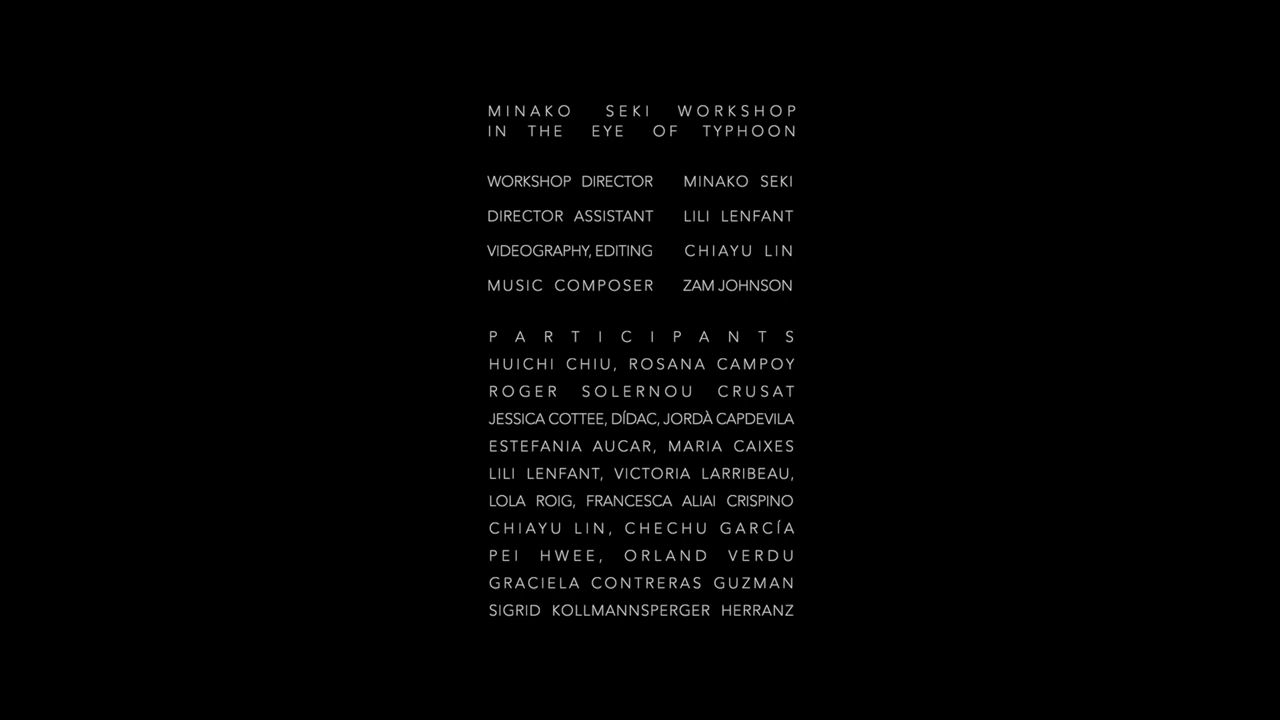 MINAKO SEKI WORKSHOP
IN THE EYE OF TYPHOON
WORKSHOP DIRECTOR MINAKO SEKI
DIRECTOR ASSISTANT LILI LENFANT
VIDEOGRAPHY, EDITING CHIAYU LIN
MUSIC COMPOSER ZAM JOHNSON
PARTICIPANTS
HUICHI CHIU, ROSANA CAMPOY
ROGER SOLERNOU CRUSAT
JESSICA COTTEE, DÍDAC, JORDÀ CAPDEVILA
ESTEFANIA AUCAR, MARIA CAIXES
LILI LENFANT, VICTORIA LARRIBEAU,
LOLA ROIG, FRANCESCA ALIAI CRISPINO
CHIAYU LIN, CHECHU GARCÍA
PEI HWEE, ORLAND VERDU
GRACIELA CONTRERAS GUZMAN
SIGRID KOLLMANNSPERGER HERRANZ